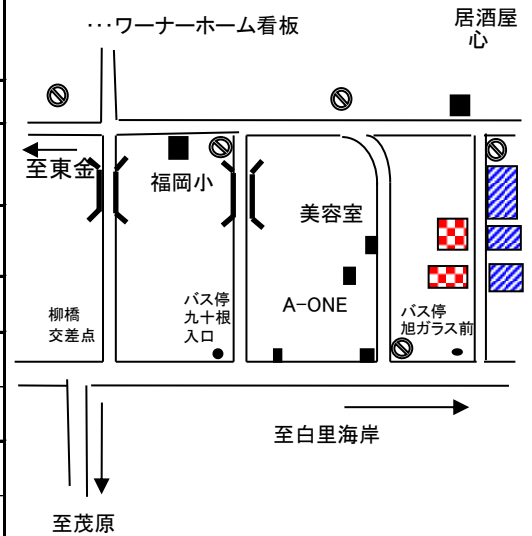 …ワーナーホーム看板
居酒屋
心
至東金
福岡小
美容室
柳橋
交差点
バス停
九十根
入口
A-ONE
バス停
旭ガラス前
至白里海岸
至茂原